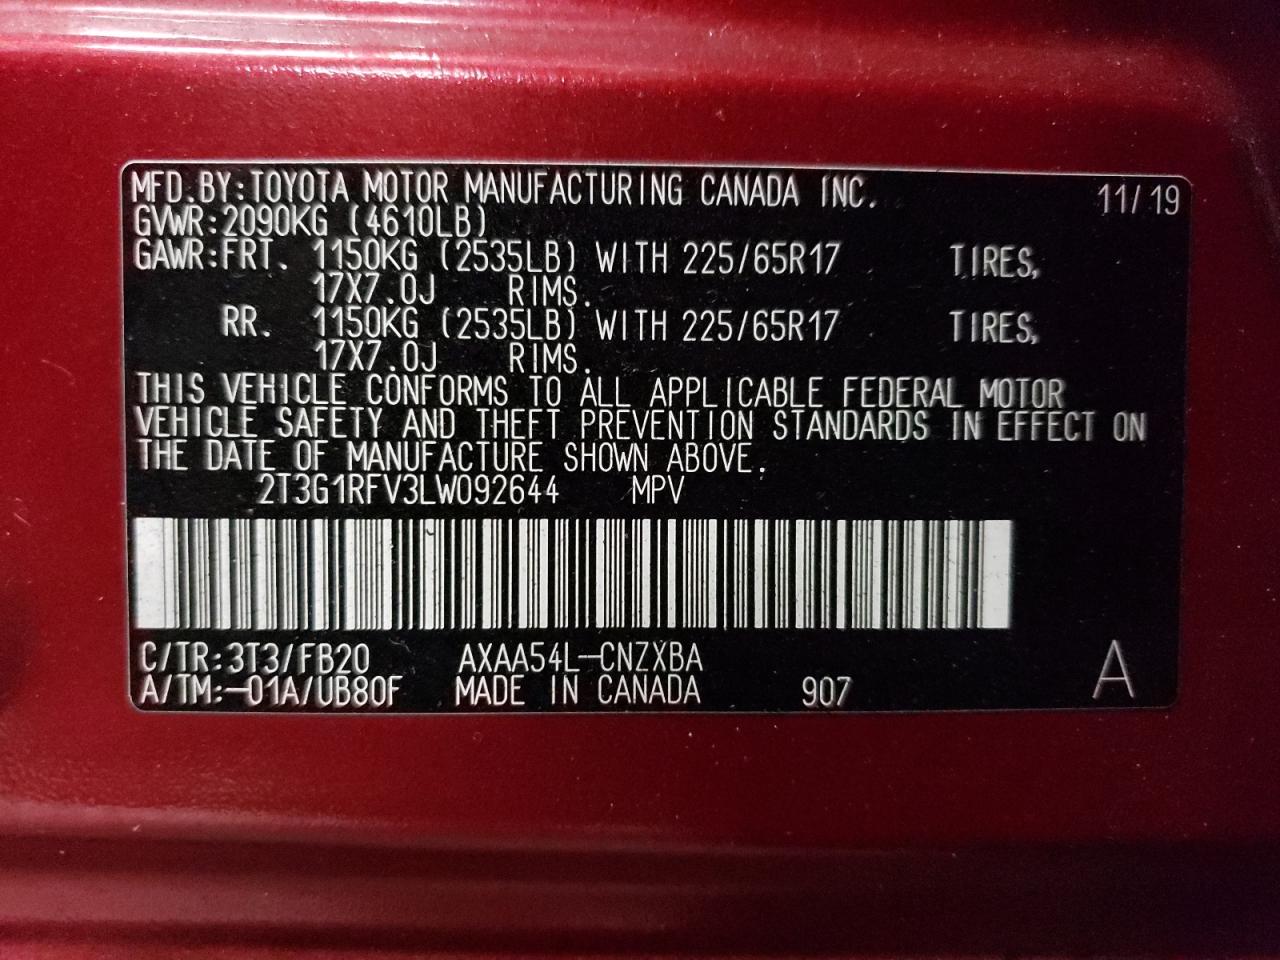 MFD.BY:TOYOTA MOTOR MANUFACTURING CANADA INC. 11/19
GVWR:2090KG (4610LB)
GAWR:FRT. 1150KG (2535LB) WITH 225/65R17 TIRES,
17X7.0J RIMS.
RR. 1150KG (2535LB) WITH 225/65R17 TIRES,
17X7.0J RIMS.
THIS VEHICLE CONFORMS TO ALL APPLICABLE FEDERAL MOTOR
VEHICLE SAFETY AND THEFT PREVENTION STANDARDS IN EFFECT ON
THE DATE OF MANUFACTURE SHOWN ABOVE.
2T3G1RFV3LW092644 MPV
C/TR:3T3/FB20 AXAA54L-CNZXBA
A/TM:-01A/UB80F MADE IN CANADA 907 A